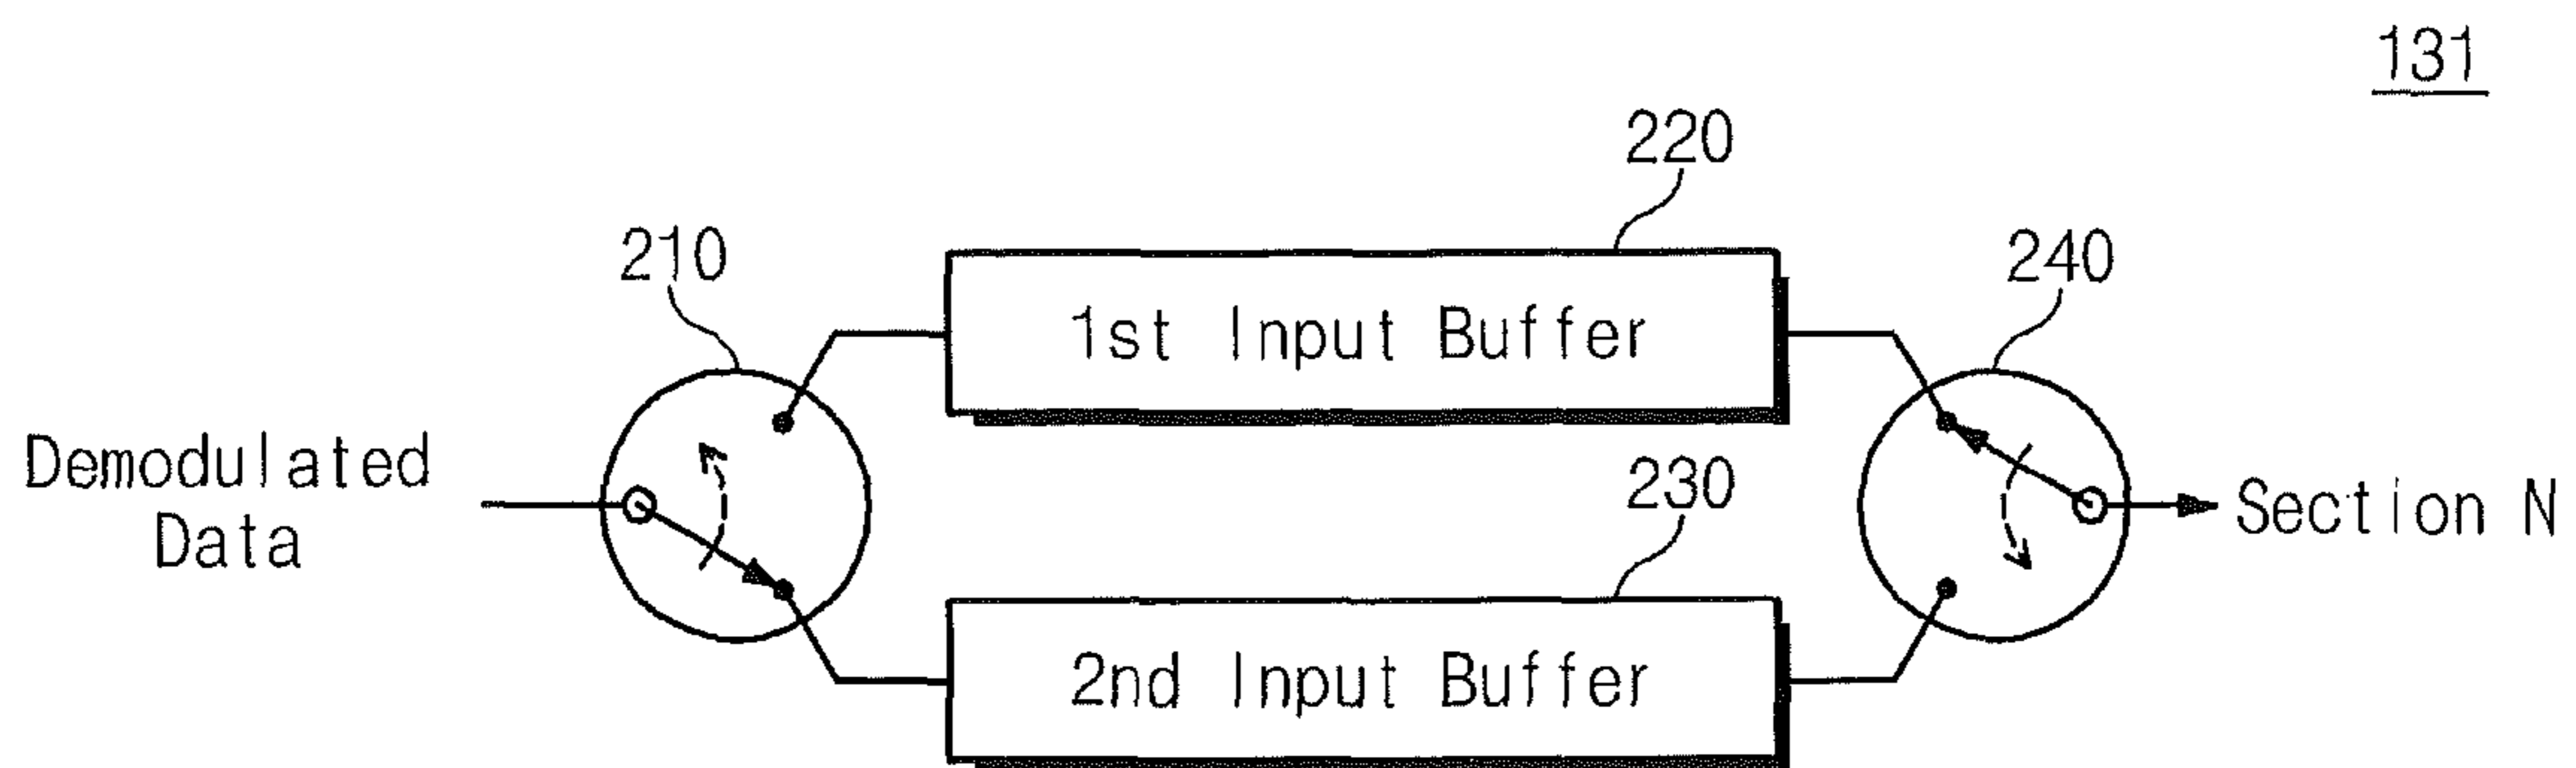 131
220
210
240
1st Input Buffer
Demodulated
Data
230
Section N
2nd Input Buffer